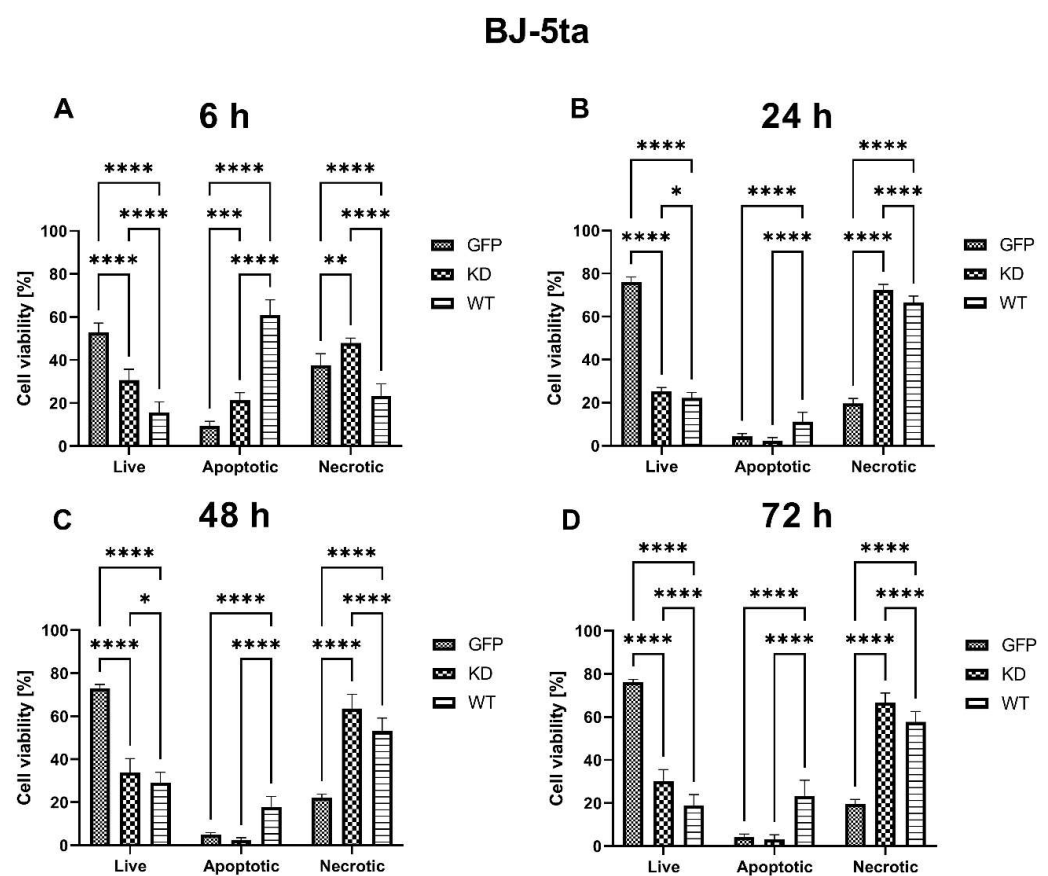 BJ-5ta
A
6 h
****
****
****
****
***
****
****
****
**
100
80
60
40
20
0
Cell viability [%]
Live
Apoptotic
Necrotic
GFP
KD
WT
B
24 h
****
****
****
*
****
****
****
****
100
80
60
40
20
0
Cell viability [%]
Live
Apoptotic
Necrotic
GFP
KD
WT
C
48 h
****
****
*
****
****
****
****
****
100
80
60
40
20
0
Cell viability [%]
Live
Apoptotic
Necrotic
GFP
KD
WT
D
72 h
****
****
****
****
****
****
****
****
100
80
60
40
20
0
Cell viability [%]
Live
Apoptotic
Necrotic
GFP
KD
WT